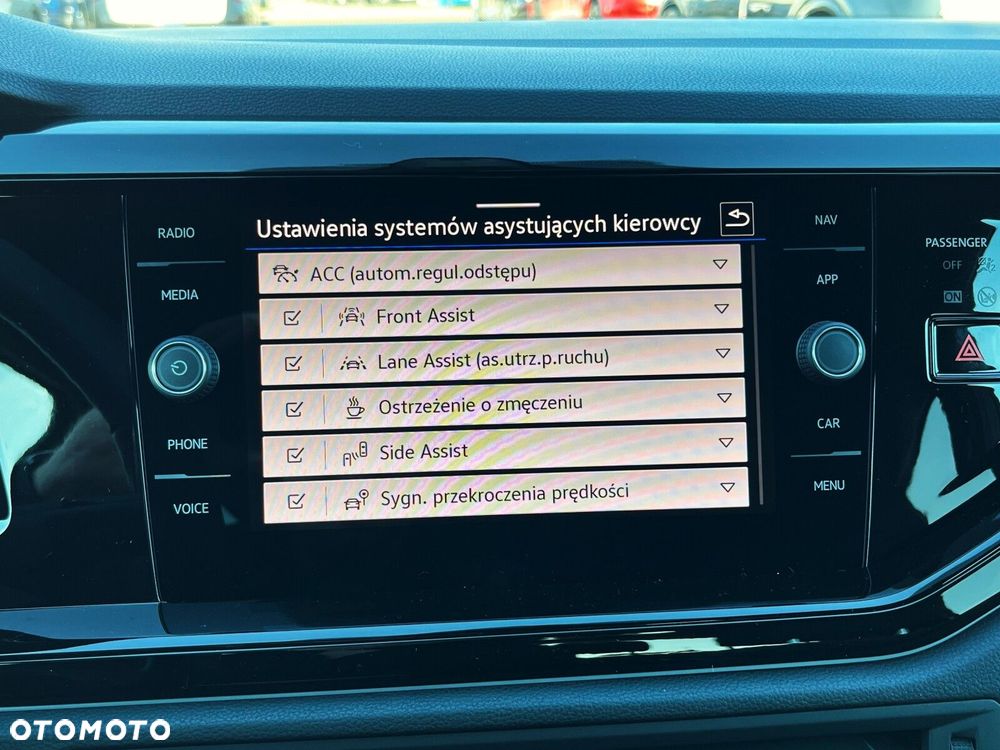 RADIO
MEDIA
PHONE
VOICE
Ustawienia systemów asystujących kierowcy
ACC (autom.regul.odstępu)
Front Assist
Lane Assist (as.utrz.p.ruchu)
Ostrzeżenie o zmęczeniu
Side Assist
Sygn. przekroczenia prędkości
NAV
APP
CAR
MENU
PASSENGER
OFF
ON
OTOMOTO